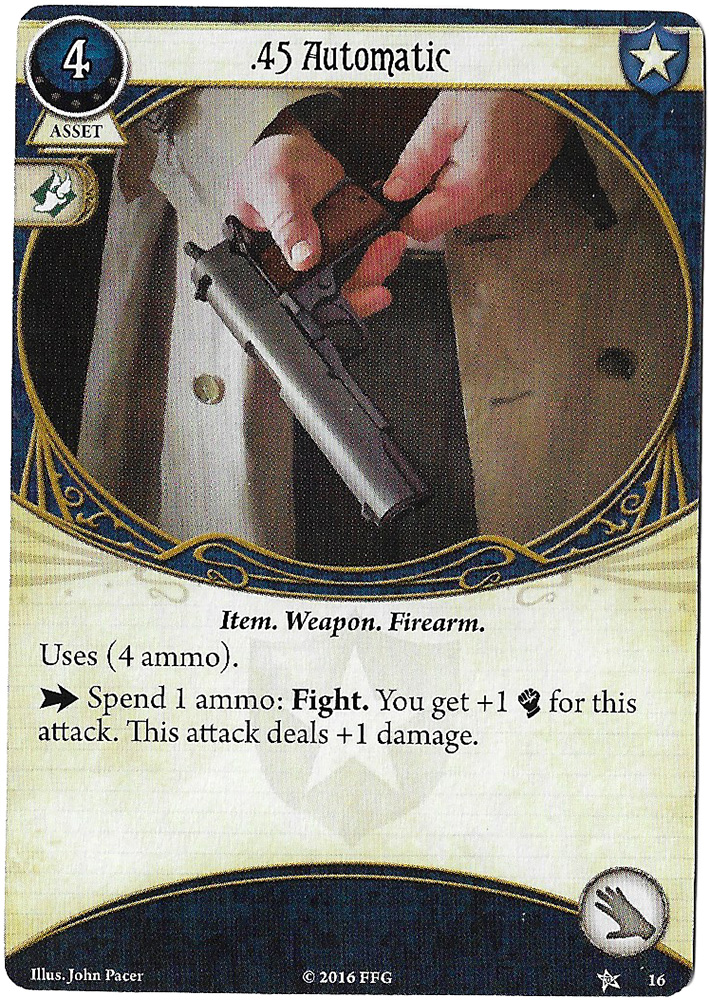 4
.45 Automatic
ASSET
Item. Weapon. Firearm.
Uses (4 ammo).
Spend 1 ammo: Fight. You get +1 for this
attack. This attack deals +1 damage.
Illus. John Pacer
© 2016 FFG
16